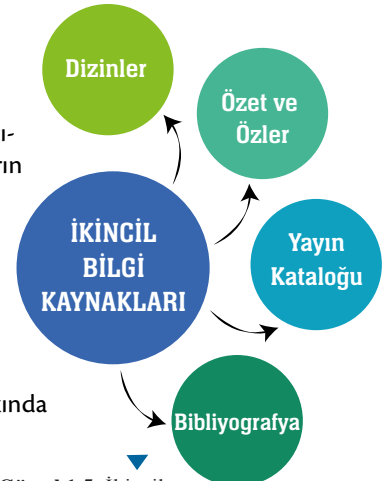 Dizinler
Özet ve
Özler
İKİNCİL
BİLGİ
KAYNAKLARI
Yayın
Kataloğu
Bibliyografya